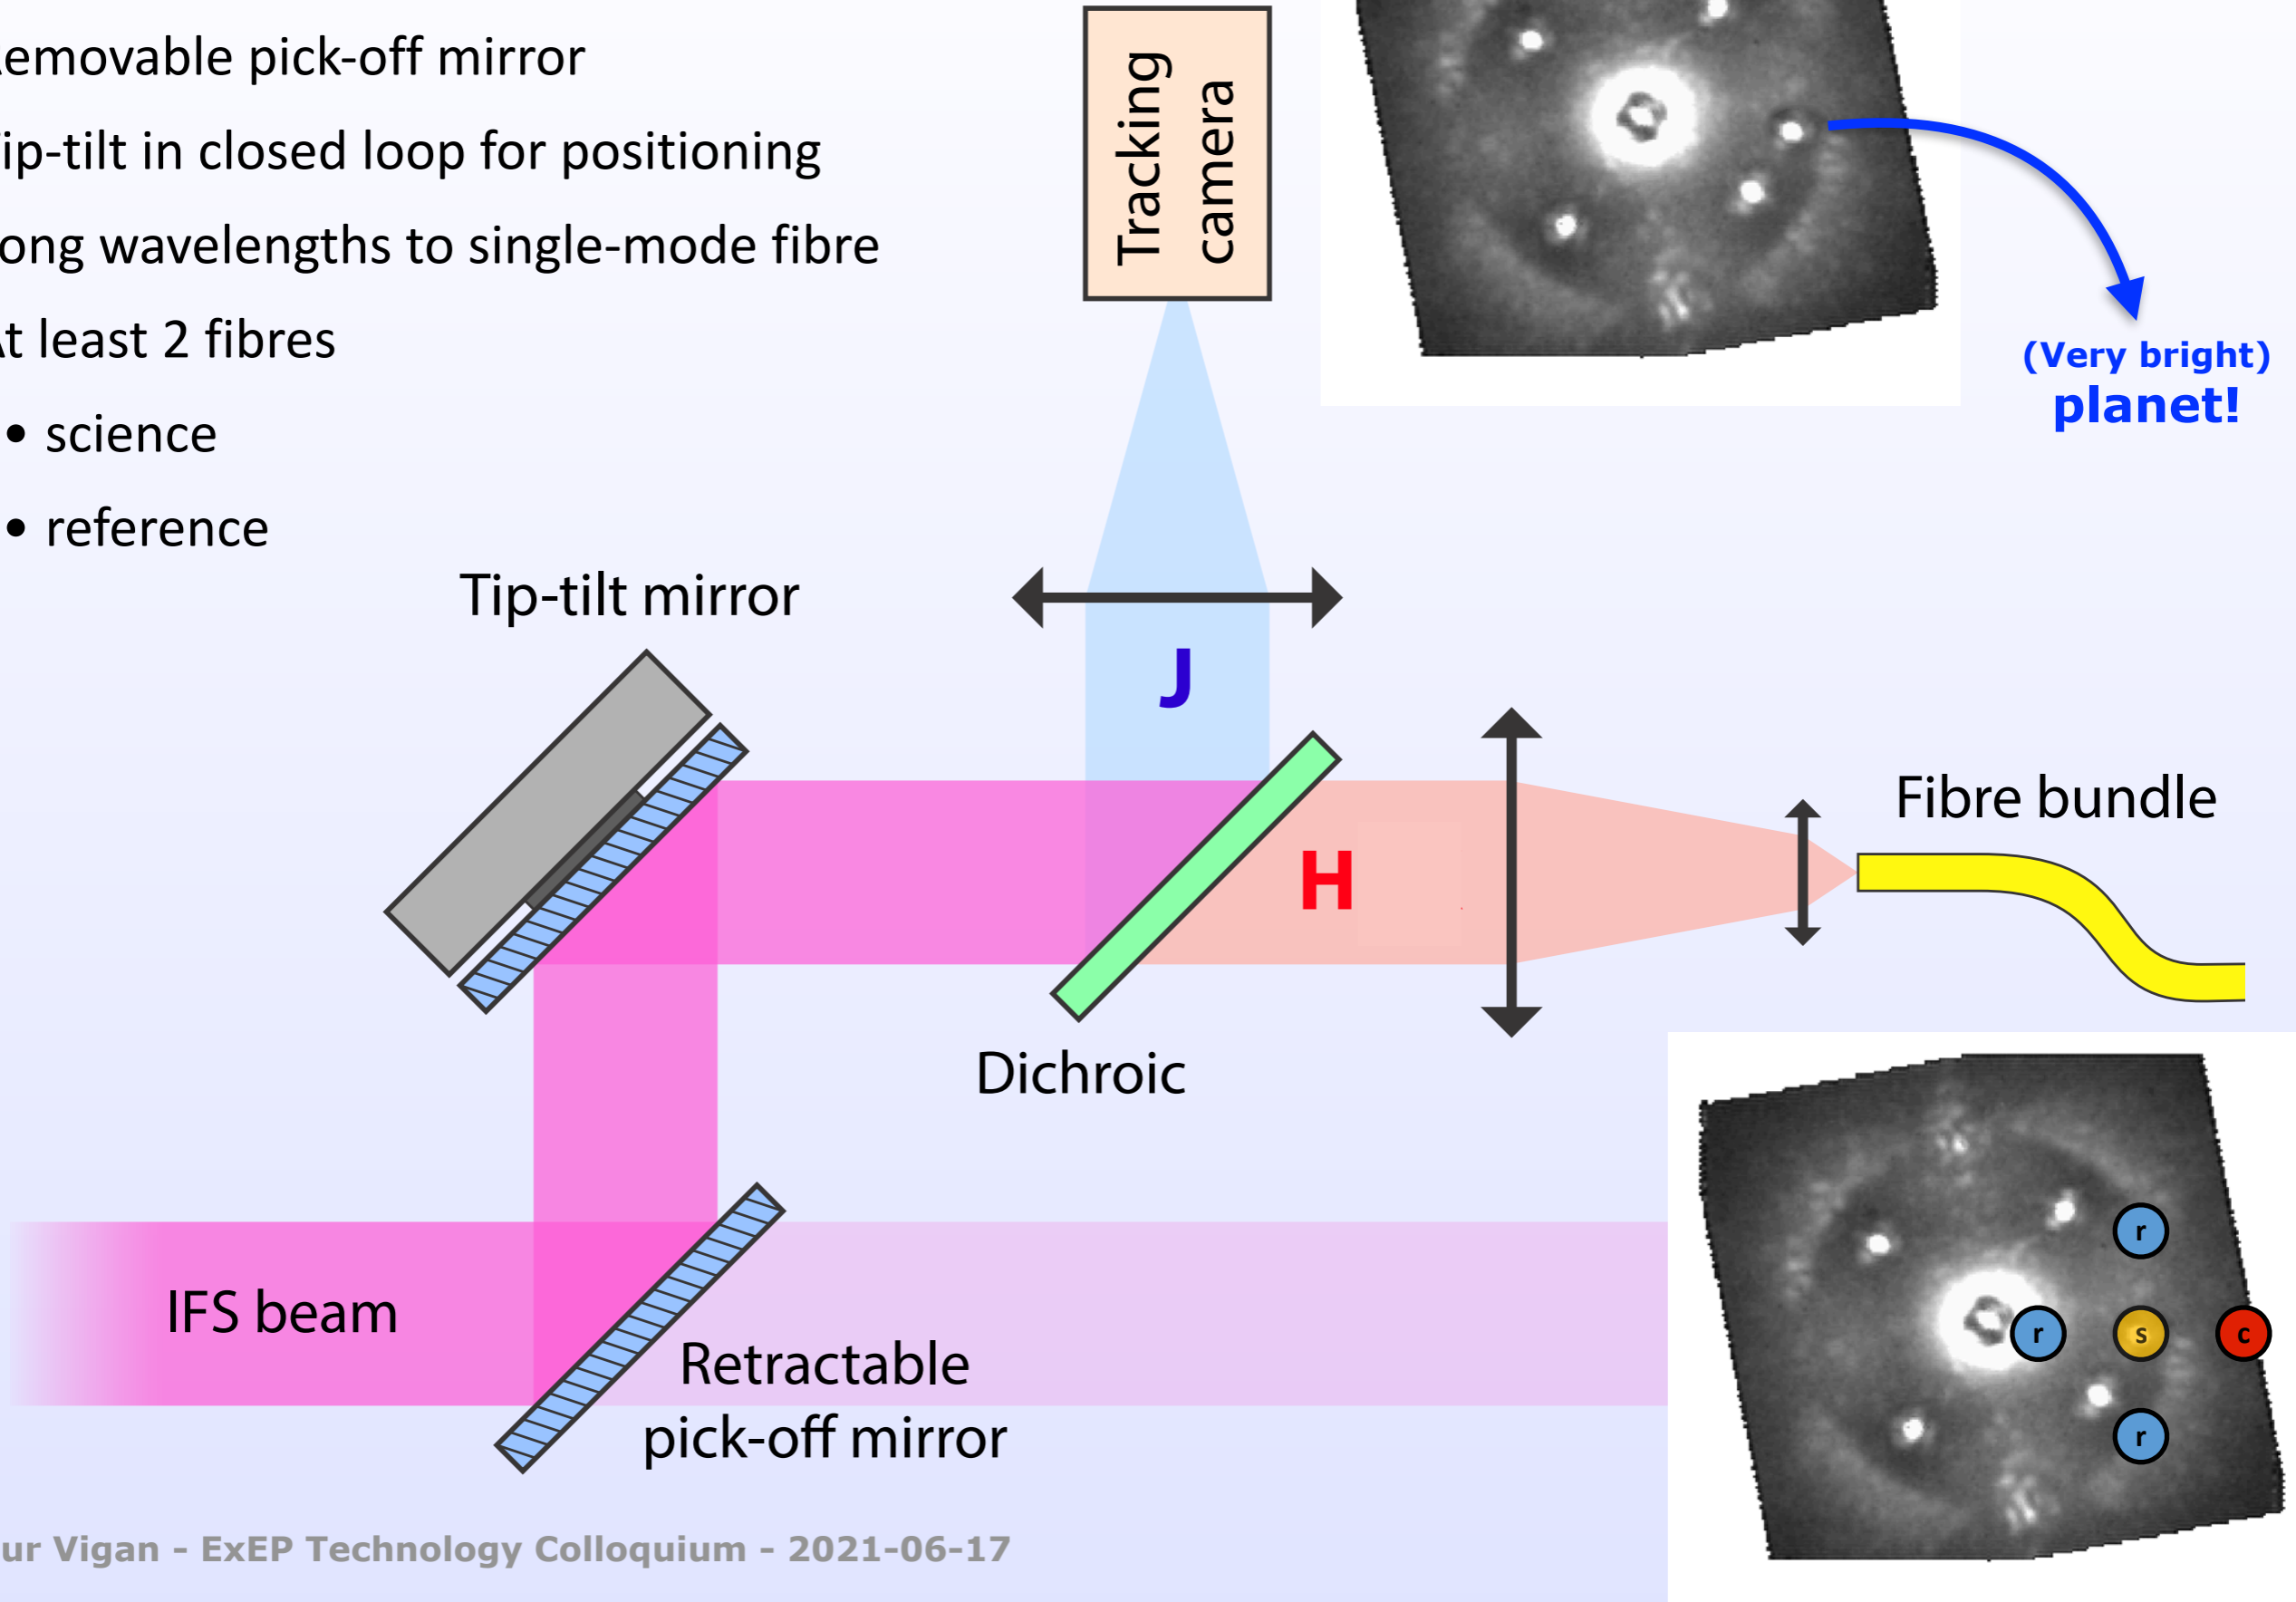 emovable pick-off mirror
ip-tilt in closed loop for positioning
ong wavelengths to single-mode fibre
At least 2 fibres
• science
• reference
Tracking
camera
(Very bright)
planet!
Tip-tilt mirror
J
H
Fibre bundle
Dichroic
IFS beam
Retractable
pick-off mirror
r
r
s
c
r
ur Vigan - ExEP Technology Colloquium - 2021-06-17